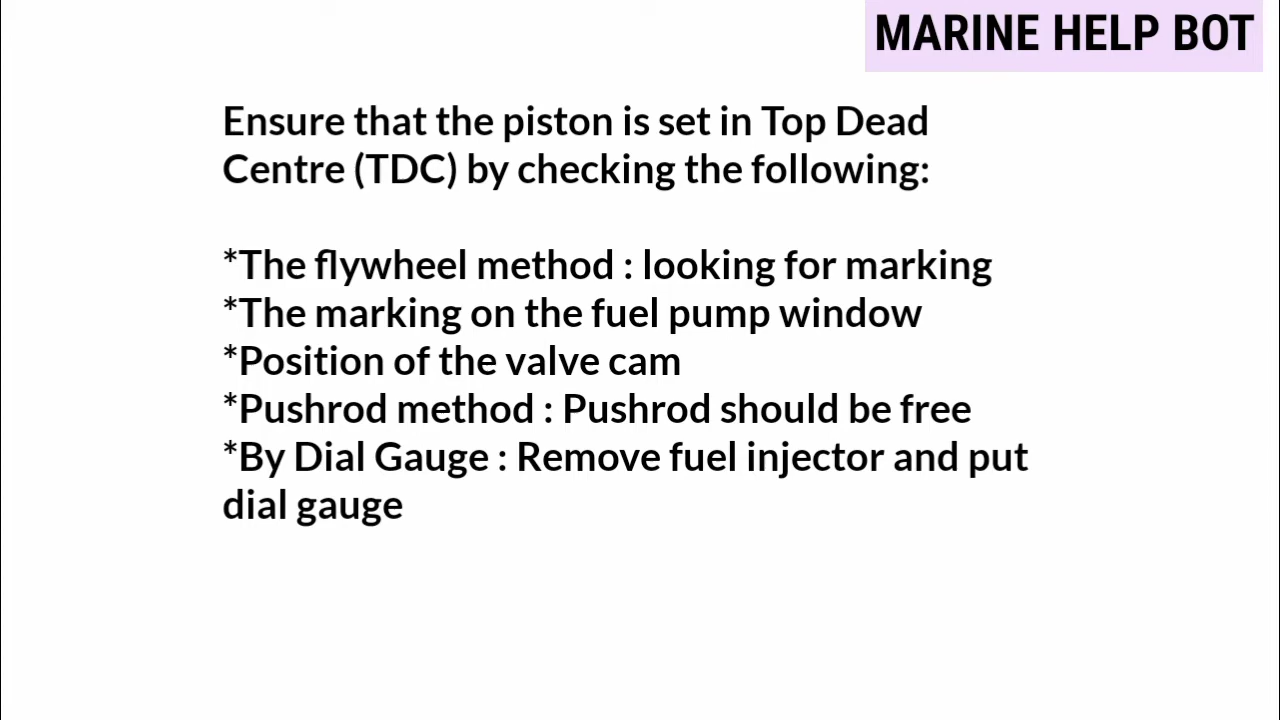 MARINE HELP BOT
Ensure that the piston is set in Top Dead
Centre (TDC) by checking the following:
*The flywheel method : looking for marking
*The marking on the fuel pump window
*Position of the valve cam
*Pushrod method : Pushrod should be free
*By Dial Gauge : Remove fuel injector and put
dial gauge